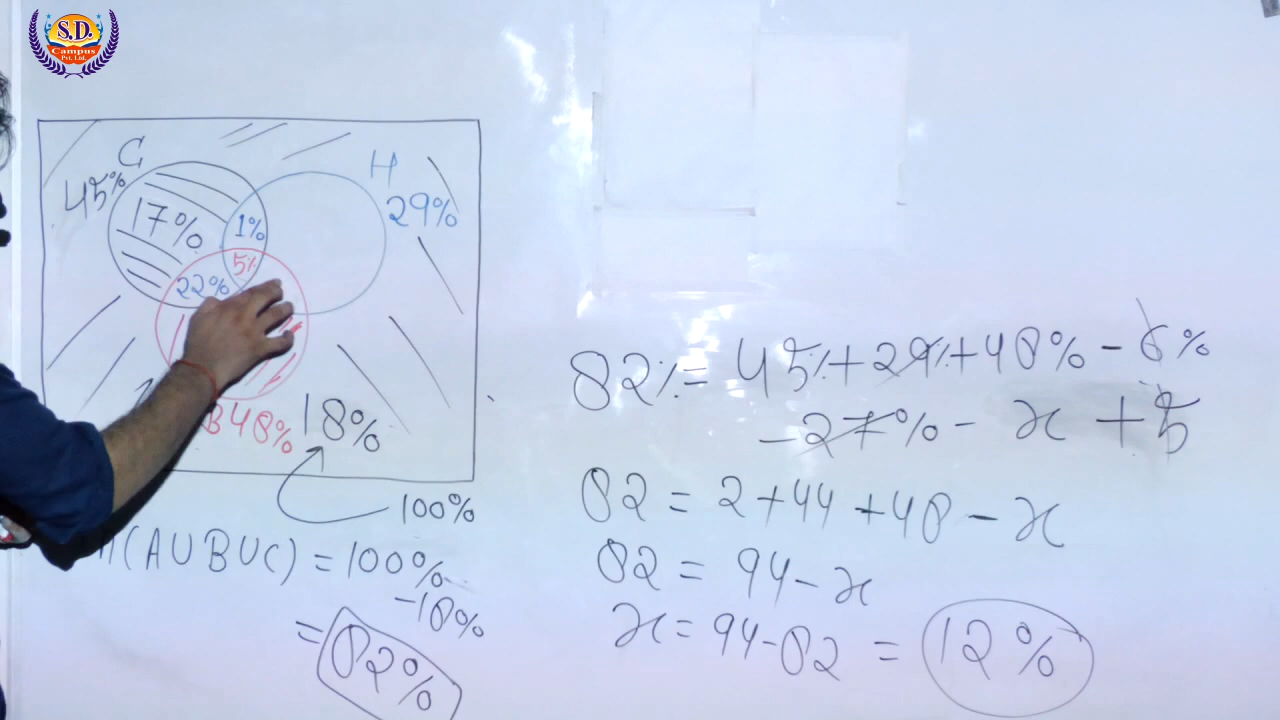 S.D.
Campus
Pvt. Ltd.
C
45%
H
29%
17%
1%
5%
22%
B 48%
18%
100%
(AUBUC) = 100%
-18%
= 82%
82% = 45% + 29% + 48% - 6%
- 27% - x + 5
82 = 2 + 44 + 48 - x
82 = 94 - x
x = 94 - 82 = 12%